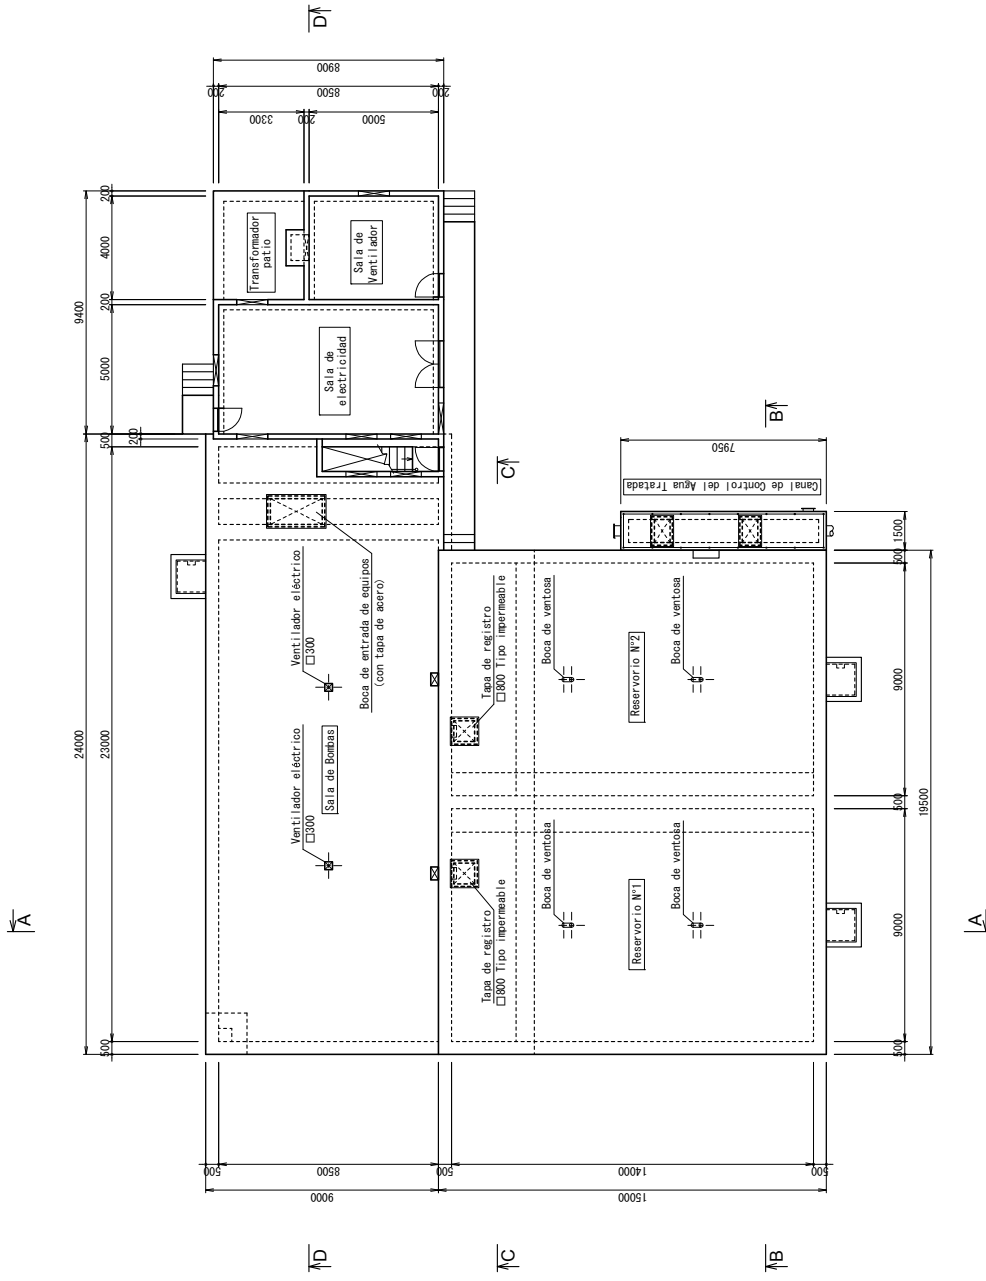 D
8900
200
8500
200
3300
200
5000
9400
200
4000
200
5000
200
500
24000
23000
500
Transformador
patio
Sala de
Ventilador
Sala de
electricidad
B
7950
Canal de Control del Agua Tratada
C
1500
500
9000
500
9000
500
19500
Ventilador eléctrico
□300
Boca de entrada de equipos
(con tapa de acero)
Ventilador eléctrico
□300
Sala de Bombas
Tapa de registro
□800 Tipo impermeable
Boca de ventosa
Boca de ventosa
Reservorio N°2
Tapa de registro
□800 Tipo impermeable
Boca de ventosa
Boca de ventosa
Reservorio N°1
A
A
500
8500
500
14000
500
9000
15000
D
C
B